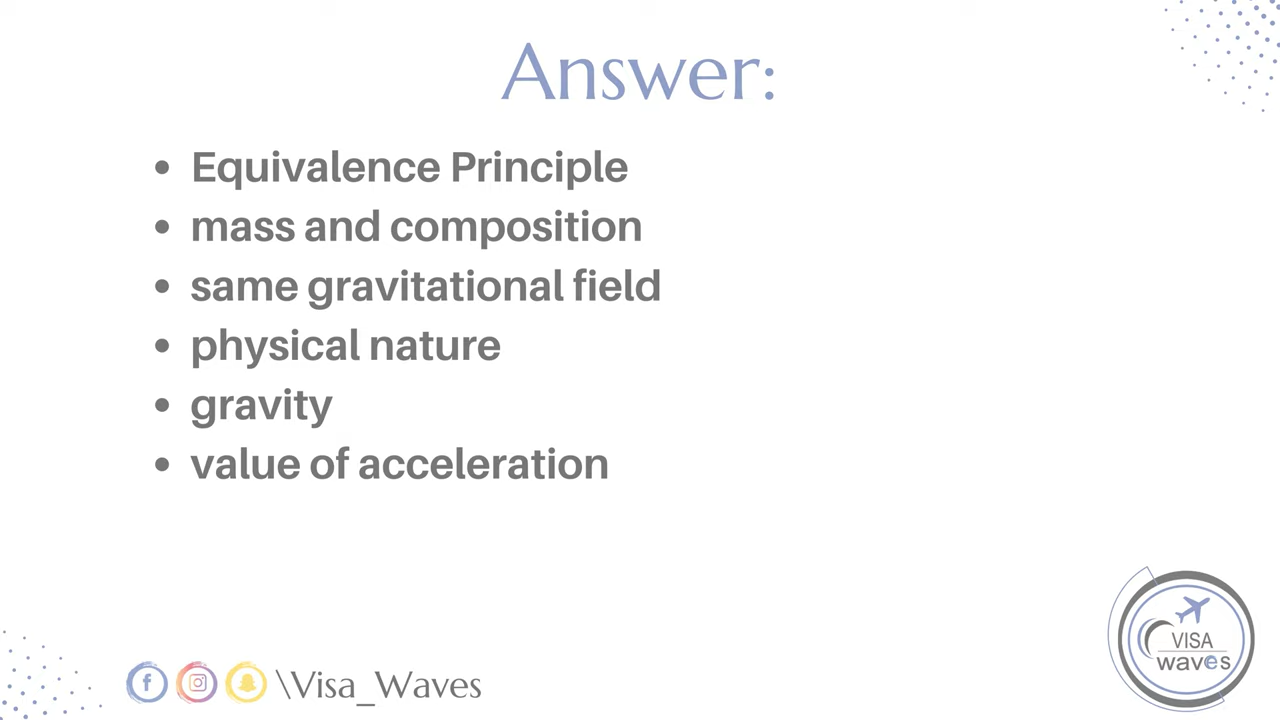 Answer:
• Equivalence Principle
• mass and composition
• same gravitational field
• physical nature
• gravity
• value of acceleration
\Visa_Waves
VISA
waves